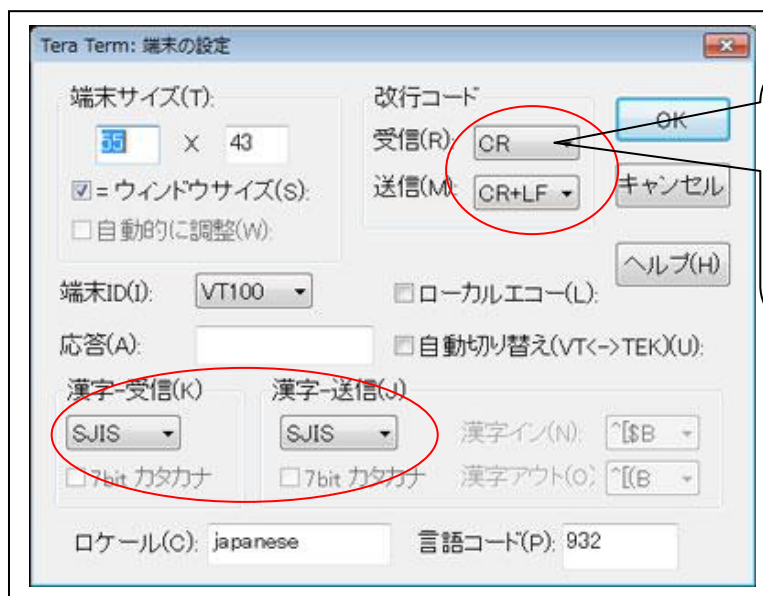 Tera Term: 端末の設定
端末サイズ(T):
55 X 43
= ウィンドウサイズ(S):
自動的に調整(W):
改行コード
受信(R): CR
送信(M): CR+LF
OK
キャンセル
ヘルプ(H)
端末ID(I): VT100
ローカルエコー(L):
応答(A):
自動切り替え(VT<->TEK)(U):
漢字-受信(K)
漢字-送信(J)
SJIS
SJIS
漢字イン(N): ^[$B
7bit カタカナ
7bit カタカナ
漢字アウト(O): ^[(B
ロケール(C): japanese
言語コード(P): 932